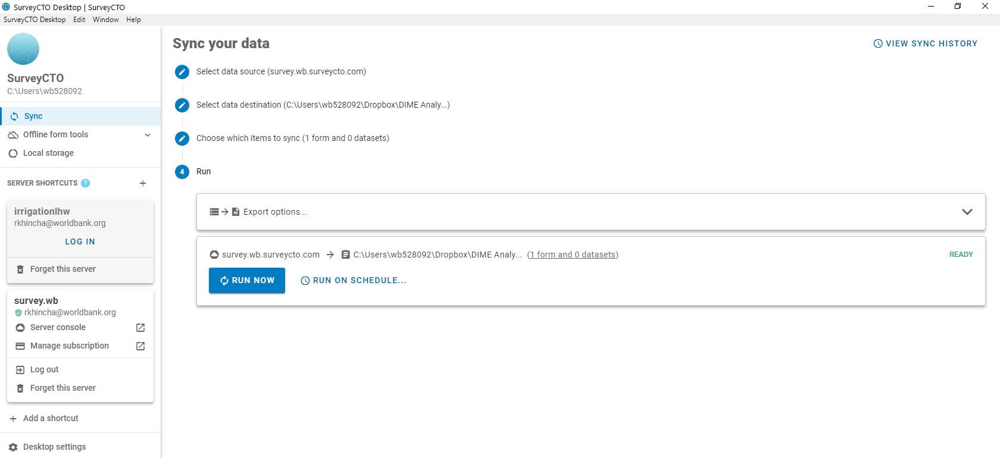 SurveyCTO Desktop | SurveyCTO
SurveyCTO Desktop Edit Window Help
SurveyCTO
C:\Users\wb528092
Sync
Offline form tools
Local storage
SERVER SHORTCUTS ?
irrigationlhw
rkhincha@worldbank.org
LOG IN
Forget this server
survey.wb
rkhincha@worldbank.org
Server console
Manage subscription
Log out
Forget this server
Add a shortcut
Desktop settings
Sync your data
VIEW SYNC HISTORY
Select data source (survey.wb.surveycto.com)
Select data destination (C:\Users\wb528092\Dropbox\DIME Analy...)
Choose which items to sync (1 form and 0 datasets)
4 Run
Export options...
survey.wb.surveycto.com → C:\Users\wb528092\Dropbox\DIME Analy... (1 form and 0 datasets)
READY
RUN NOW
RUN ON SCHEDULE...